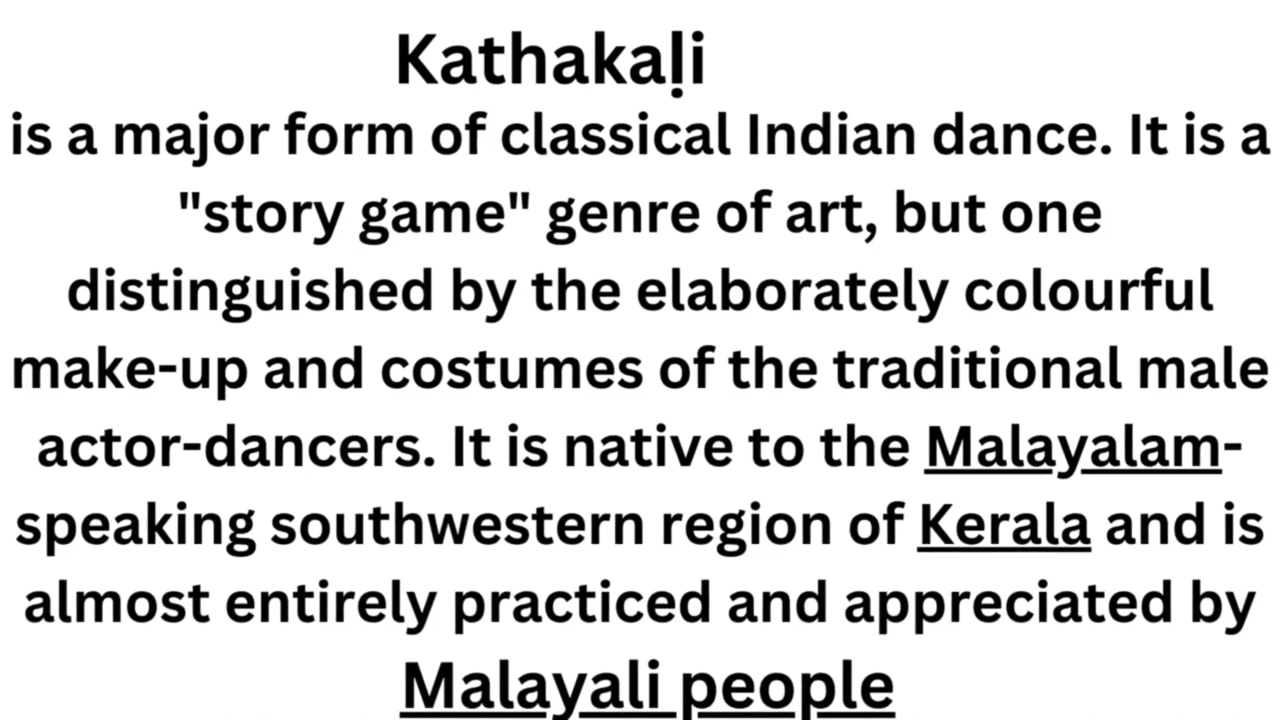 Kathakaḷi
is a major form of classical Indian dance. It is a
"story game" genre of art, but one
distinguished by the elaborately colourful
make-up and costumes of the traditional male
actor-dancers. It is native to the Malayalam-
speaking southwestern region of Kerala and is
almost entirely practiced and appreciated by
Malayali people